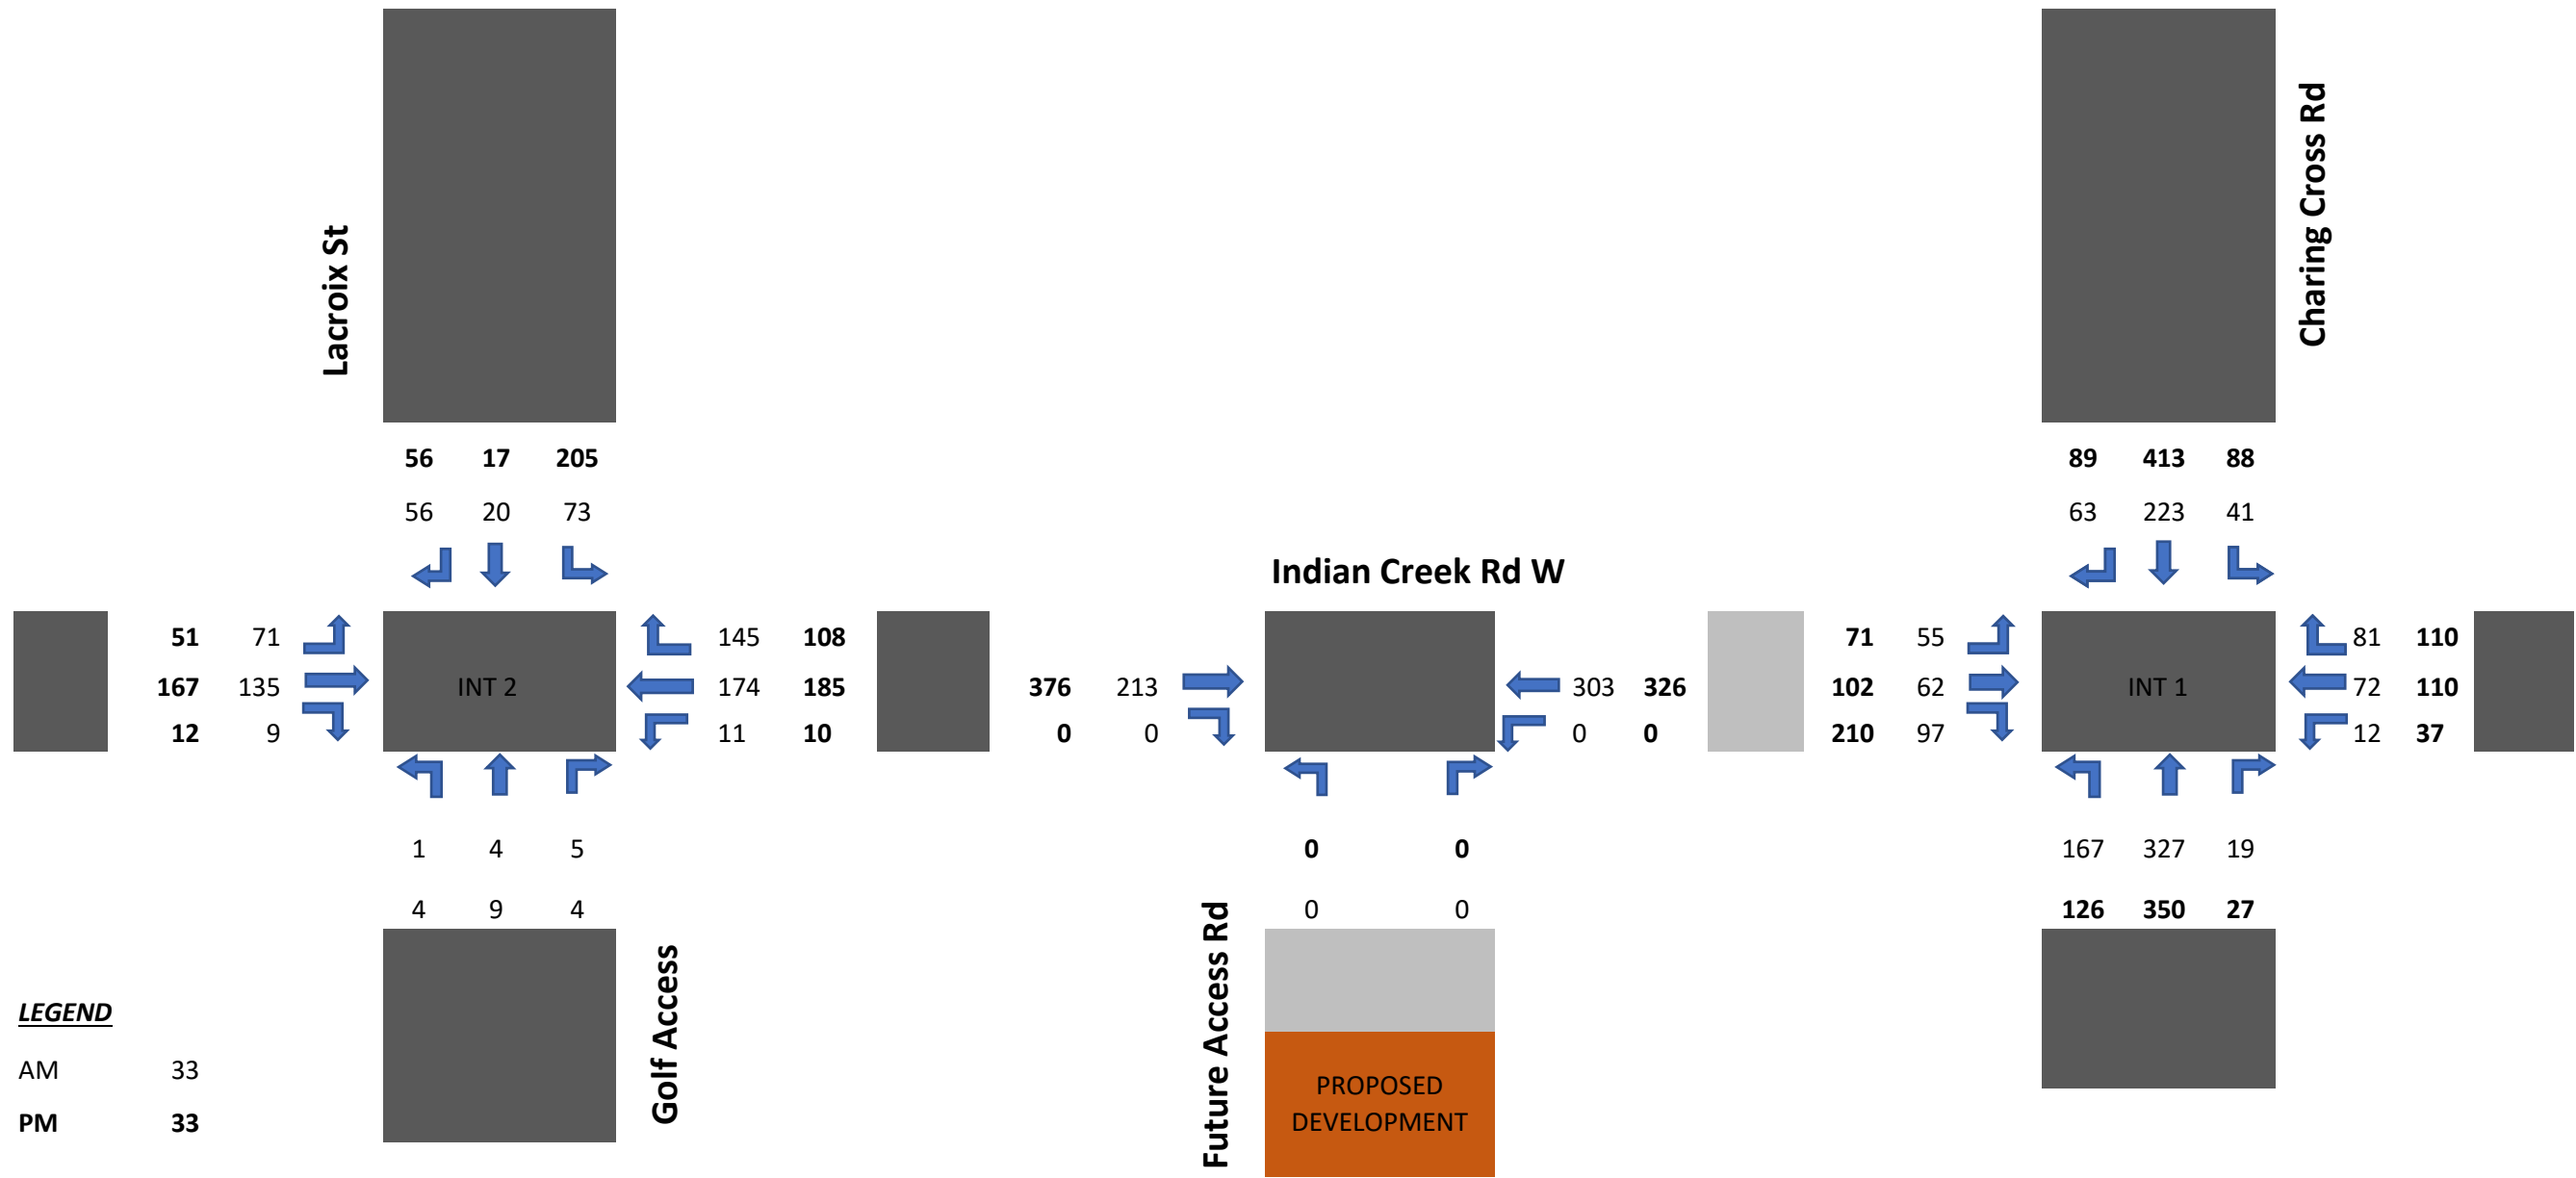 Lacroix St
Charing Cross Rd
56 17 205
56 20 73
89 413 88
63 223 41
Indian Creek Rd W
51 71
167 135
12 9
INT 2
145 108
174 185
11 10
376 213
0 0
303 326
0 0
71 55
102 62
210 97
INT 1
81 110
72 110
12 37
1 4 5
4 9 4
0 0
0 0
167 327 19
126 350 27
Golf Access
Future Access Rd
PROPOSED
DEVELOPMENT
LEGEND
AM 33
PM 33